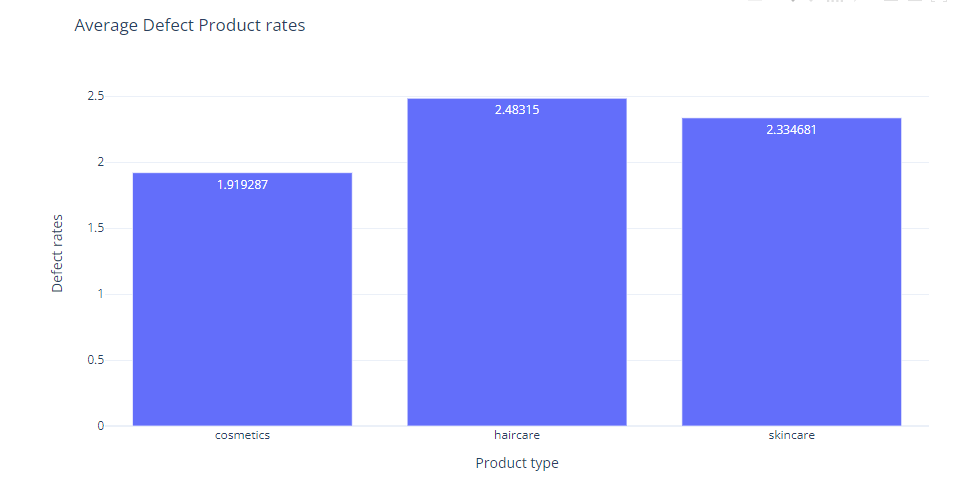 Average Defect Product rates
2.5
2
1.5
1
0.5
0
Defect rates
1.919287
2.48315
2.334681
cosmetics
haircare
skincare
Product type